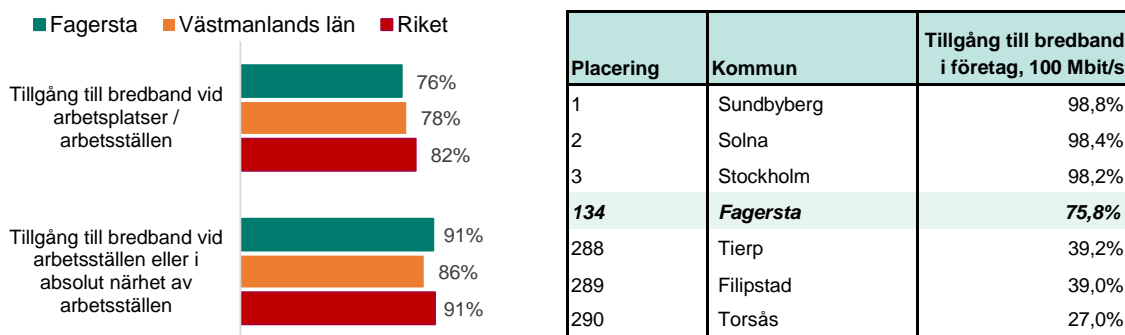 Fagersta Västmanlands län Riket
Tillgång till bredband vid
arbetsplatser /
arbetsställen
76%
78%
82%
Tillgång till bredband vid
arbetsställen eller i
absolut närhet av
arbetsställen
91%
86%
91%
Placering Kommun Tillgång till bredband
i företag, 100 Mbit/s
1 Sundbyberg 98,8%
2 Solna 98,4%
3 Stockholm 98,2%
134 Fagersta 75,8%
288 Tierp 39,2%
289 Filipstad 39,0%
290 Torsås 27,0%